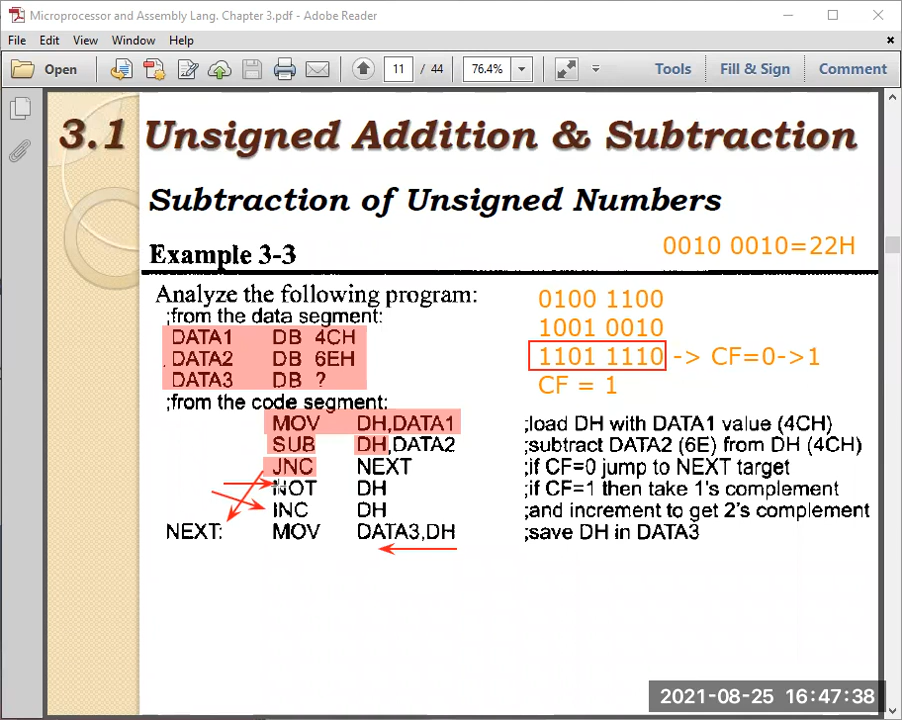 Microprocessor and Assembly Lang. Chapter 3.pdf - Adobe Reader
File Edit View Window Help
Open 11 / 44 76.4% Tools Fill & Sign Comment
3.1 Unsigned Addition & Subtraction
Subtraction of Unsigned Numbers
0010 0010=22H
Example 3-3
Analyze the following program:
;from the data segment:
DATA1 DB 4CH
DATA2 DB 6EH
DATA3 DB ?
0100 1100
1001 0010
1101 1110 -> CF=0->1
CF = 1
;from the code segment:
MOV DH,DATA1 ;load DH with DATA1 value (4CH)
SUB DH,DATA2 ;subtract DATA2 (6E) from DH (4CH)
JNC NEXT ;if CF=0 jump to NEXT target
NOT DH ;if CF=1 then take 1's complement
INC DH ;and increment to get 2's complement
NEXT: MOV DATA3,DH ;save DH in DATA3
2021-08-25 16:47:38